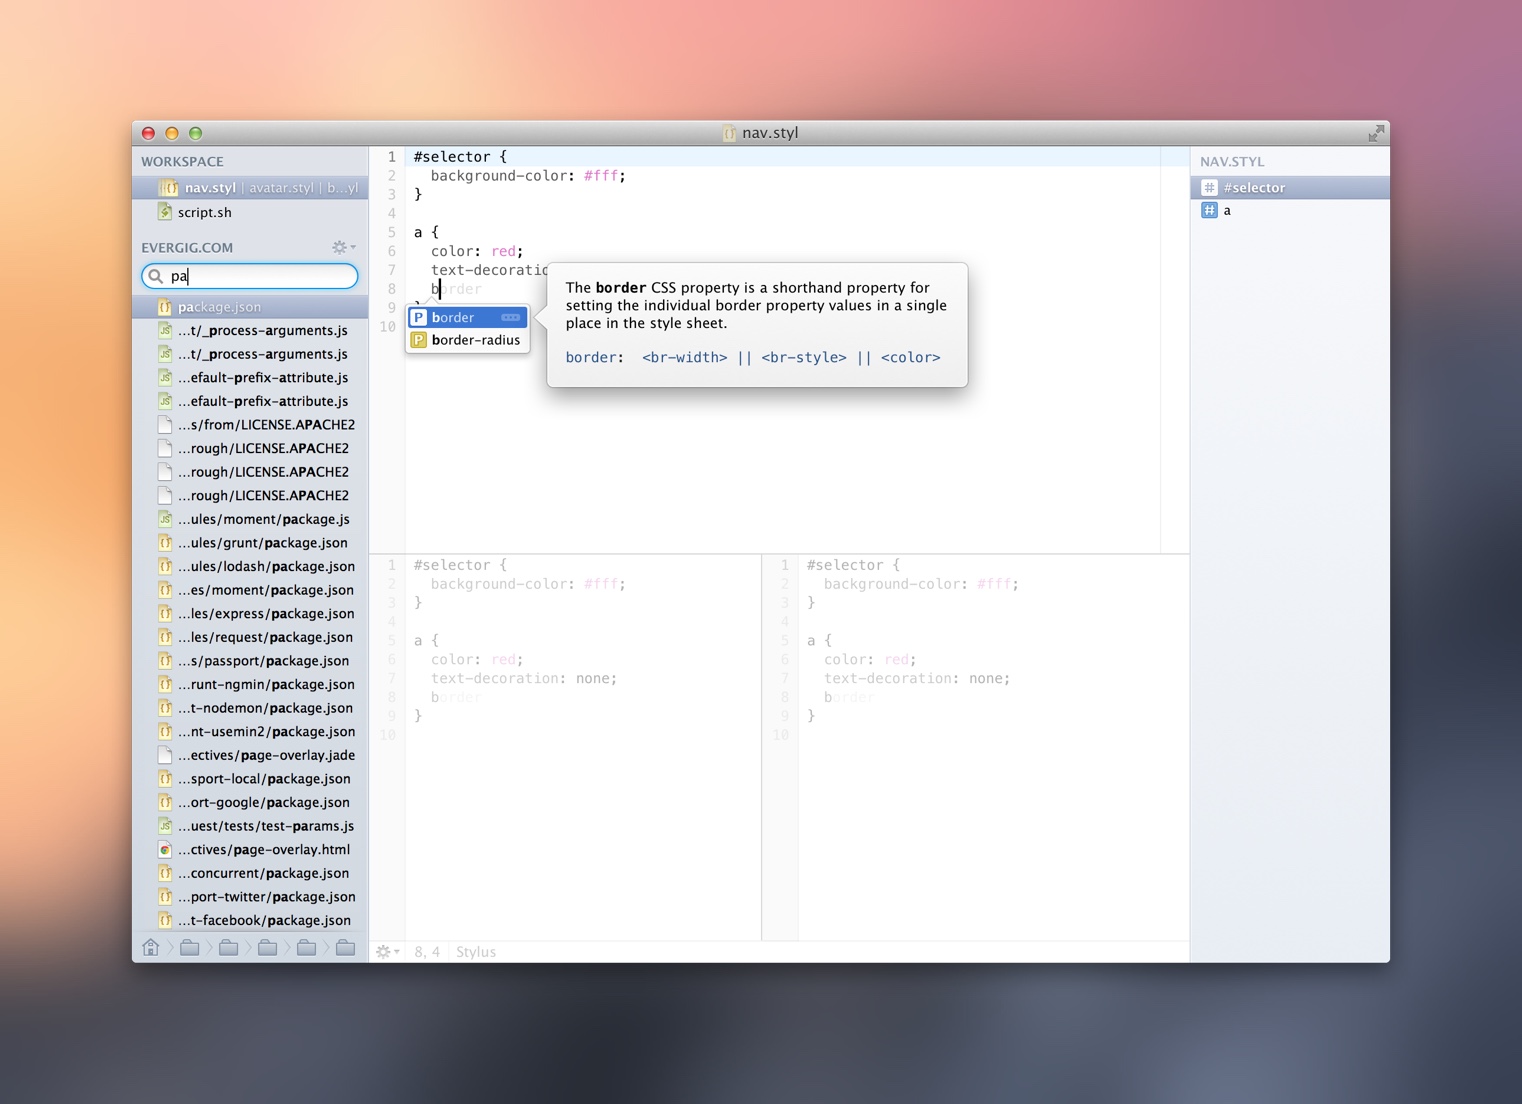 nav.styl
WORKSPACE
nav.styl | avatar.styl | b...yl
script.sh
EVERGIG.COM
pa
package.json
...t/_process-arguments.js
...t/_process-arguments.js
...efault-prefix-attribute.js
...efault-prefix-attribute.js
...s/from/LICENSE.APACHE2
...rough/LICENSE.APACHE2
...rough/LICENSE.APACHE2
...rough/LICENSE.APACHE2
...ules/moment/package.js
...ules/grunt/package.json
...ules/lodash/package.json
...es/moment/package.json
...les/express/package.json
...les/request/package.json
...s/passport/package.json
...runt-ngmin/package.json
...t-nodemon/package.json
...nt-usemin2/package.json
...ectives/page-overlay.jade
...sport-local/package.json
...ort-google/package.json
...uest/tests/test-params.js
...ctives/page-overlay.html
...concurrent/package.json
...port-twitter/package.json
...t-facebook/package.json
1 #selector {
2 background-color: #fff;
3 }
4
5 a {
6 color: red;
7 text-decoratio
8 border
9
10
P border
P border-radius
The border CSS property is a shorthand property for
setting the individual border property values in a single
place in the style sheet.
border: <br-width> || <br-style> || <color>
1 #selector {
2 background-color: #fff;
3 }
4
5 a {
6 color: red;
7 text-decoration: none;
8 border
9 }
10
1 #selector {
2 background-color: #fff;
3 }
4
5 a {
6 color: red;
7 text-decoration: none;
8 border
9 }
10
8, 4 Stylus
NAV.STYL
# #selector
# a